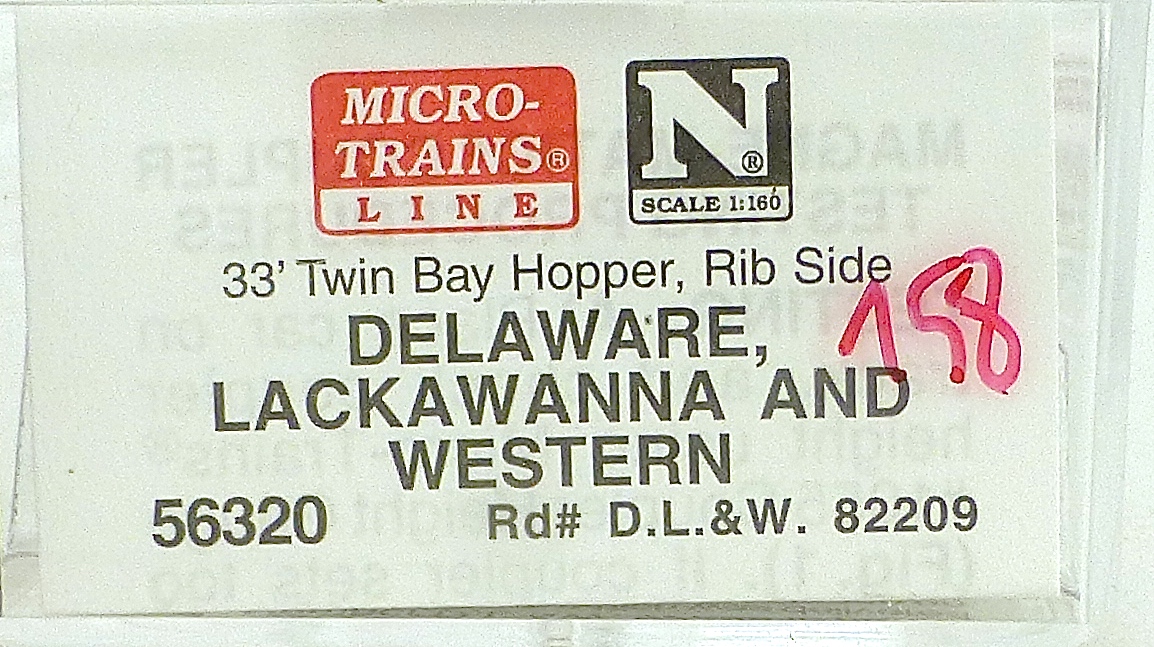 MICRO-
TRAINS®
LINE
N®
SCALE 1:160
33' Twin Bay Hopper, Rib Side
158
DELAWARE,
LACKAWANNA AND
WESTERN
56320 Rd# D.L.&W. 82209